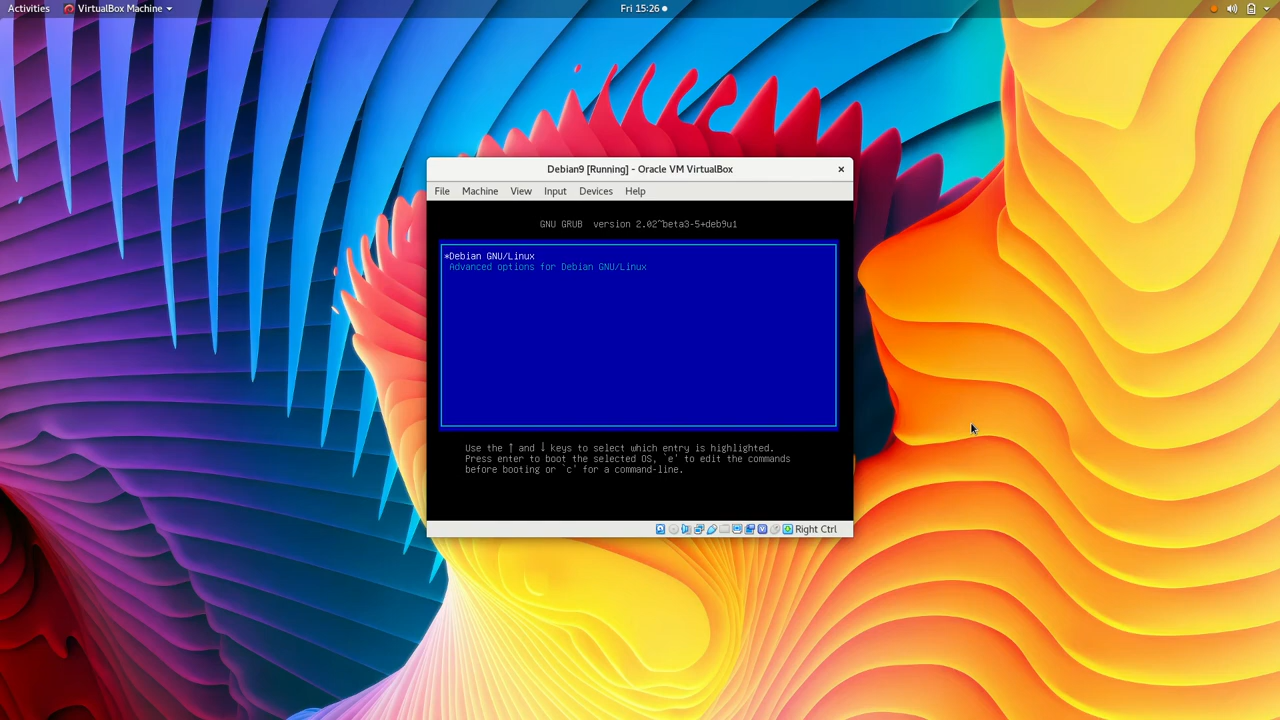 Activities VirtualBox Machine Fri 15:26
Debian9 [Running] - Oracle VM VirtualBox
File Machine View Input Devices Help
GNU GRUB version 2.02~beta3-5+deb9u1
*Debian GNU/Linux
Advanced options for Debian GNU/Linux
Use the ↑ and ↓ keys to select which entry is highlighted.
Press enter to boot the selected OS, `e' to edit the commands
before booting or `c' for a command-line.
Right Ctrl